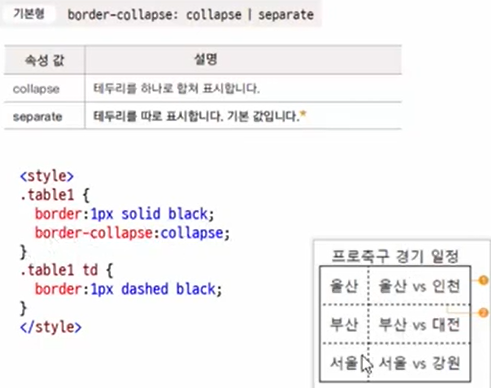 기본형 border-collapse: collapse | separate
속성 값 설명
collapse 테두리를 하나로 합쳐 표시합니다.
separate 테두리를 따로 표시합니다. 기본 값입니다.*
<style>
.table1 {
border:1px solid black;
border-collapse:collapse;
}
.table1 td {
border:1px dashed black;
}
</style>
프로축구 경기 일정
울산 울산 vs 인천 1
부산 부산 vs 대전 2
서울 서울 vs 강원